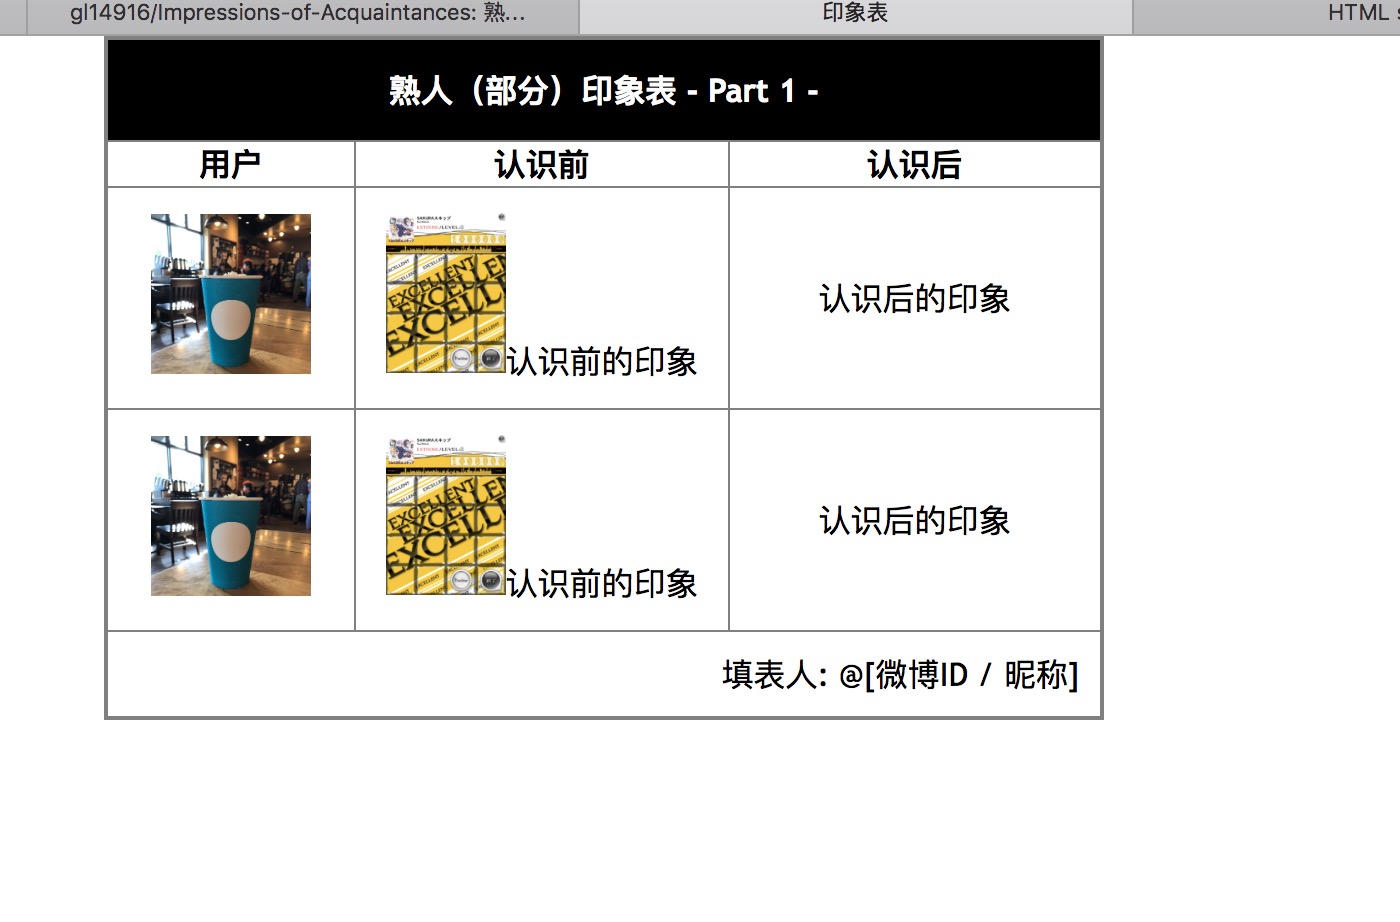 gl14916/Impressions-of-Acquaintances: 熟...
印象表
HTML
熟人（部分）印象表 - Part 1 -
用户
认识前
认识后
SAKURAスキップ
EXTREME/LEVEL
EXCELLENT
EXCELLENT
EXCELLENT
EXCELLENT
EXCELLENT
认识前的印象
认识后的印象
SAKURAスキップ
EXTREME/LEVEL
EXCELLENT
EXCELLENT
EXCELLENT
EXCELLENT
EXCELLENT
认识前的印象
认识后的印象
填表人: @[微博ID / 昵称]